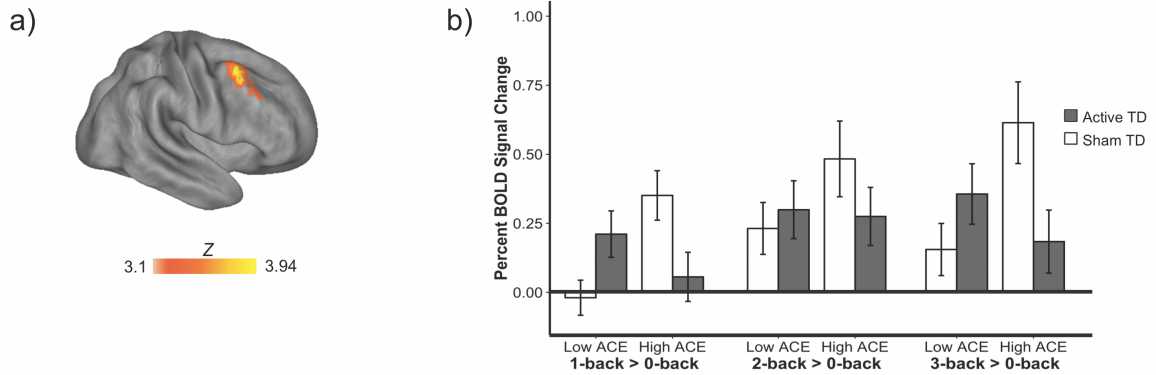 a)
Z
3.1
3.94
b)
Percent BOLD Signal Change
1.00
0.75
0.50
0.25
0.00
Active TD
Sham TD
Low ACE High ACE Low ACE High ACE Low ACE High ACE
1-back > 0-back 2-back > 0-back 3-back > 0-back